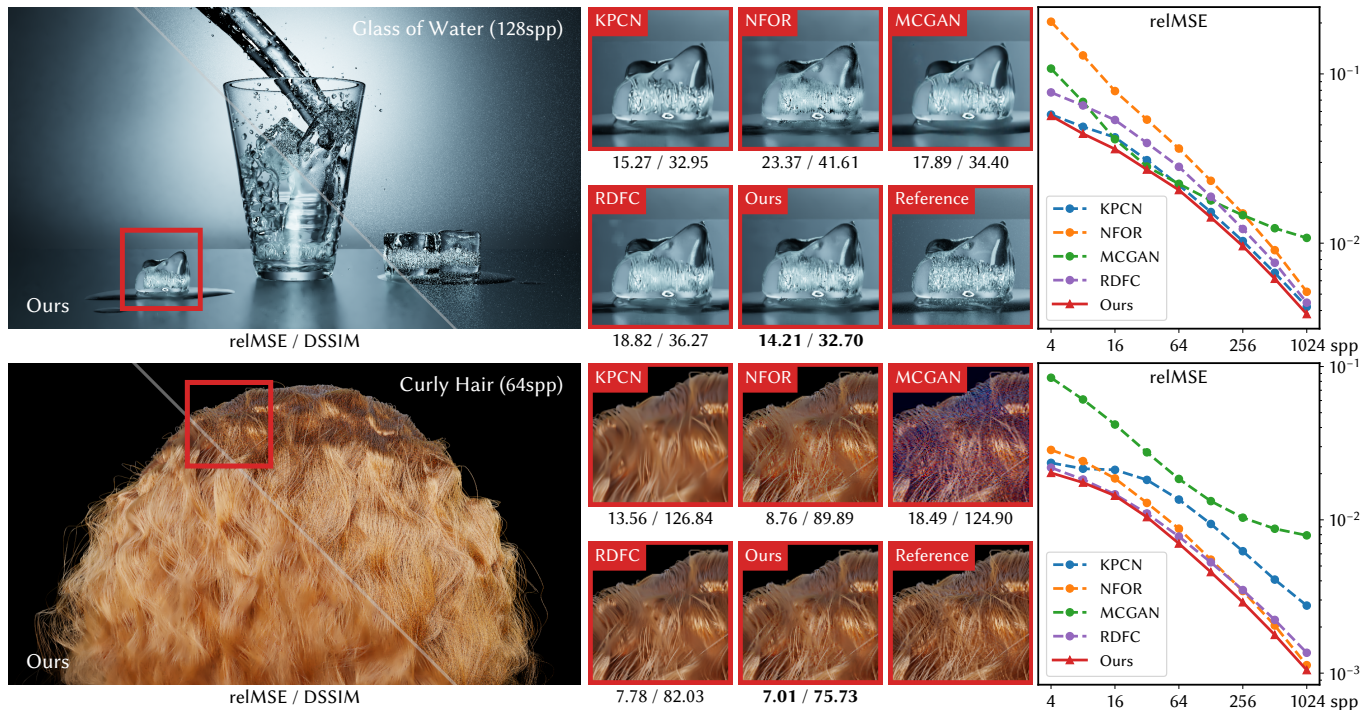 Glass of Water (128spp)
Ours
relMSE / DSSIM
KPCN
NFOR
MCGAN
15.27 / 32.95
23.37 / 41.61
17.89 / 34.40
RDFC
Ours
Reference
18.82 / 36.27
14.21 / 32.70
relMSE
10⁻¹
10⁻²
KPCN
NFOR
MCGAN
RDFC
Ours
4 16 64 256 1024 spp
Curly Hair (64spp)
Ours
relMSE / DSSIM
KPCN
NFOR
MCGAN
13.56 / 126.84
8.76 / 89.89
18.49 / 124.90
RDFC
Ours
Reference
7.78 / 82.03
7.01 / 75.73
relMSE
10⁻¹
10⁻²
10⁻³
KPCN
NFOR
MCGAN
RDFC
Ours
4 16 64 256 1024 spp